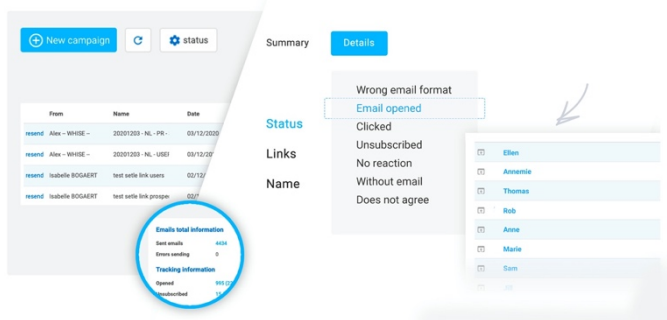 New campaign
status
From Name Date
resend Alex – WHISE – 20201203 - NL - PR - 03/12/2020
resend Alex – WHISE – 20201203 - NL - USE 03/12/20
resend Isabelle BOGAERT test setle link users 02/12/
resend Isabelle BOGAERT test setle link prospe 02/
Emails total information
Sent emails 4434
Errors sending 0
Tracking information
Opened 995
Unsubscribed
Summary Details
Status
Links
Name
Wrong email format
Email opened
Clicked
Unsubscribed
No reaction
Without email
Does not agree
Ellen
Annemie
Thomas
Rob
Anne
Marie
Sam